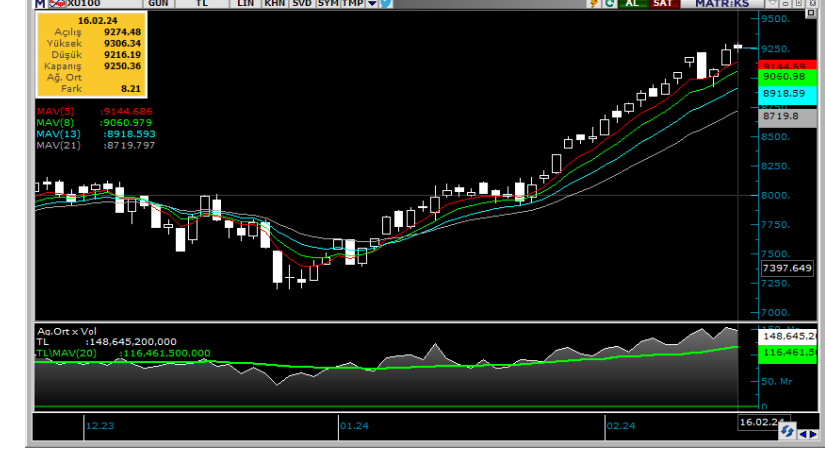 M XU100 GUN TL LIN KHN SVD SYM TMP C AL SAT MATRİKS
16.02.24
Açılış 9274.48
Yüksek 9306.34
Düşük 9216.19
Kapanış 9250.36
Ağ. Ort
Fark 8.21
MAV(5) :9144.686
MAV(8) :9060.979
MAV(13) :8918.593
MAV(21) :8719.797
9500.
9250.
9144.69
9060.98
8918.59
8719.8
8500.
8250.
8000.
7750.
7500.
7397.649
7000.
Ag.Ort x Vol
TL :148,645,200,000
TL\MAV(20) :116,461,500,000
150. Mr
148,645,2
116,461,5
50. Mr
0
12.23 01.24 02.24 16.02.24